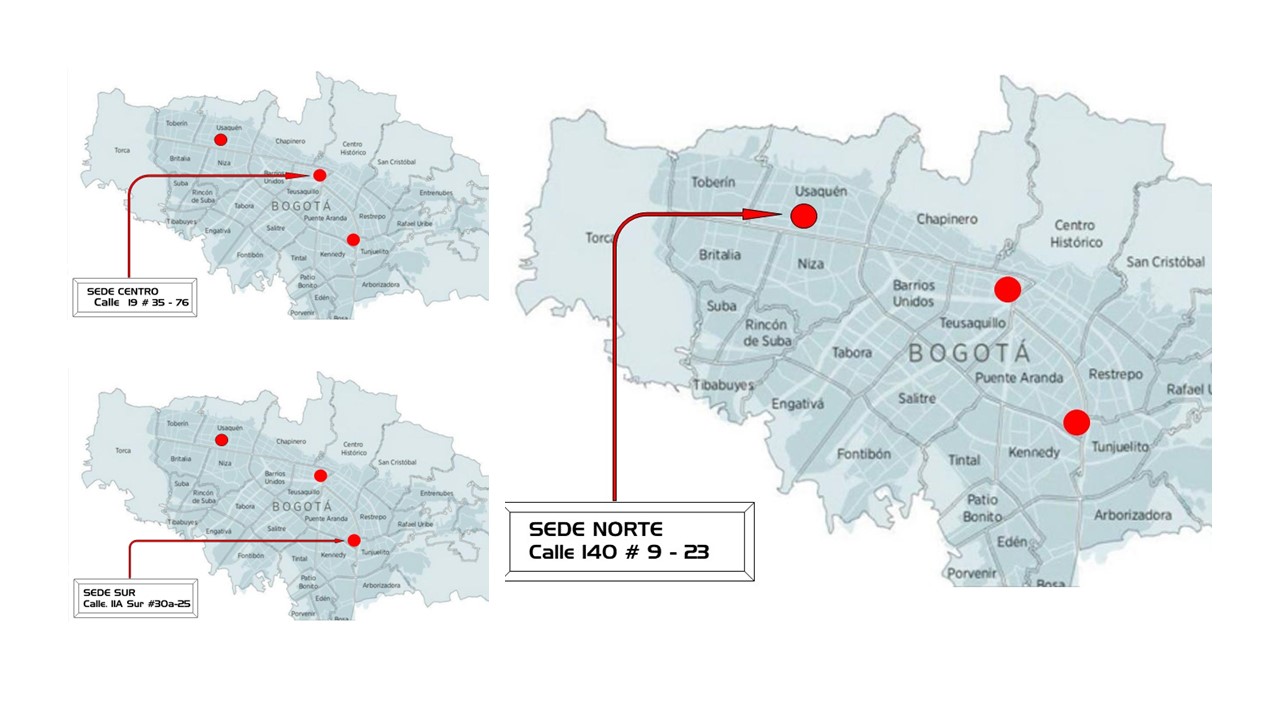 Toberín
Usaquén
Chapinero
Centro
Histórico
Torca
Britalia
Niza
San Cristóbal
Barrios
Unidos
Suba
Rincón
de Suba
Teusaquillo
Entrenubes
Tabora
BOGOTÁ
Puente Aranda
Restrepo
Tibabuyes
Rafael Uribe
Engativá
Salitre
Fontibón
Tintal
Kennedy
Tunjuelito
Patio
Bonito
Arborizadora
Edén
Porvenir
Bosa
SEDE CENTRO
Calle 19 # 35 - 76
Toberín
Usaquén
Chapinero
Centro
Histórico
Torca
Britalia
Niza
San Cristóbal
Barrios
Unidos
Suba
Rincón
de Suba
Teusaquillo
Entrenubes
Tabora
BOGOTÁ
Puente Aranda
Restrepo
Tibabuyes
Rafael Uribe
Engativá
Salitre
Fontibón
Tintal
Kennedy
Tunjuelito
Patio
Bonito
Arborizadora
Edén
Porvenir
Bosa
SEDE SUR
Calle. 11A Sur #30a-25
Toberín
Usaquén
Chapinero
Centro
Histórico
Torca
Britalia
Niza
San Cristóbal
Barrios
Unidos
Suba
Rincón
de Suba
Teusaquillo
Tabora
BOGOTÁ
Puente Aranda
Restrepo
Tibabuyes
Rafael U
Engativá
Salitre
Fontibón
Tintal
Kennedy
Tunjuelito
Patio
Bonito
Arborizadora
Edén
Porvenir
Bosa
SEDE NORTE
Calle 140 # 9 - 23